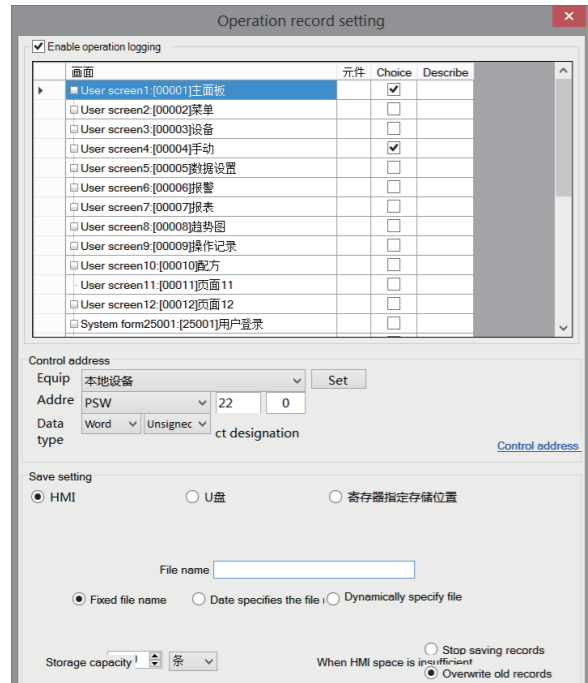 Operation record setting
Enable operation logging
画面 元件 Choice Describe
User screen1:[00001]主面板
User screen2:[00002]菜单
User screen3:[00003]设备
User screen4:[00004]手动
User screen5:[00005]数据设置
User screen6:[00006]报警
User screen7:[00007]报表
User screen8:[00008]趋势图
User screen9:[00009]操作记录
User screen10:[00010]配方
User screen11:[00011]页面11
User screen12:[00012]页面12
System form25001:[25001]用户登录
Control address
Equip 本地设备 Set
Addre PSW 22 0
Data type Word Unsignec ct designation
Control address
Save setting
HMI U盘 寄存器指定存储位置
File name
Fixed file name Date specifies the file Dynamically specify file
Stop saving records
Storage capacity 条 When HMI space is insufficient
Overwrite old records